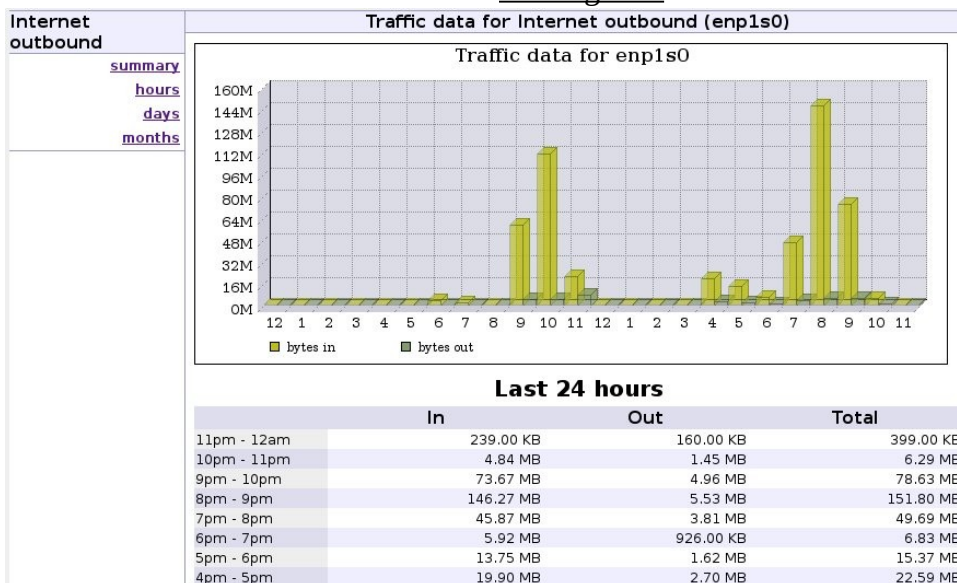 Internet outbound
summary
hours
days
months
Traffic data for Internet outbound (enp1s0)
Traffic data for enp1s0
160M
144M
128M
112M
96M
80M
64M
48M
32M
16M
0M
12 1 2 3 4 5 6 7 8 9 10 11 12 1 2 3 4 5 6 7 8 9 10 11
bytes in bytes out
Last 24 hours
In Out Total
11pm - 12am 239.00 KB 160.00 KB 399.00 KB
10pm - 11pm 4.84 MB 1.45 MB 6.29 MB
9pm - 10pm 73.67 MB 4.96 MB 78.63 MB
8pm - 9pm 146.27 MB 5.53 MB 151.80 MB
7pm - 8pm 45.87 MB 3.81 MB 49.69 MB
6pm - 7pm 5.92 MB 926.00 KB 6.83 MB
5pm - 6pm 13.75 MB 1.62 MB 15.37 MB
4pm - 5pm 19.90 MB 2.70 MB 22.59 MB